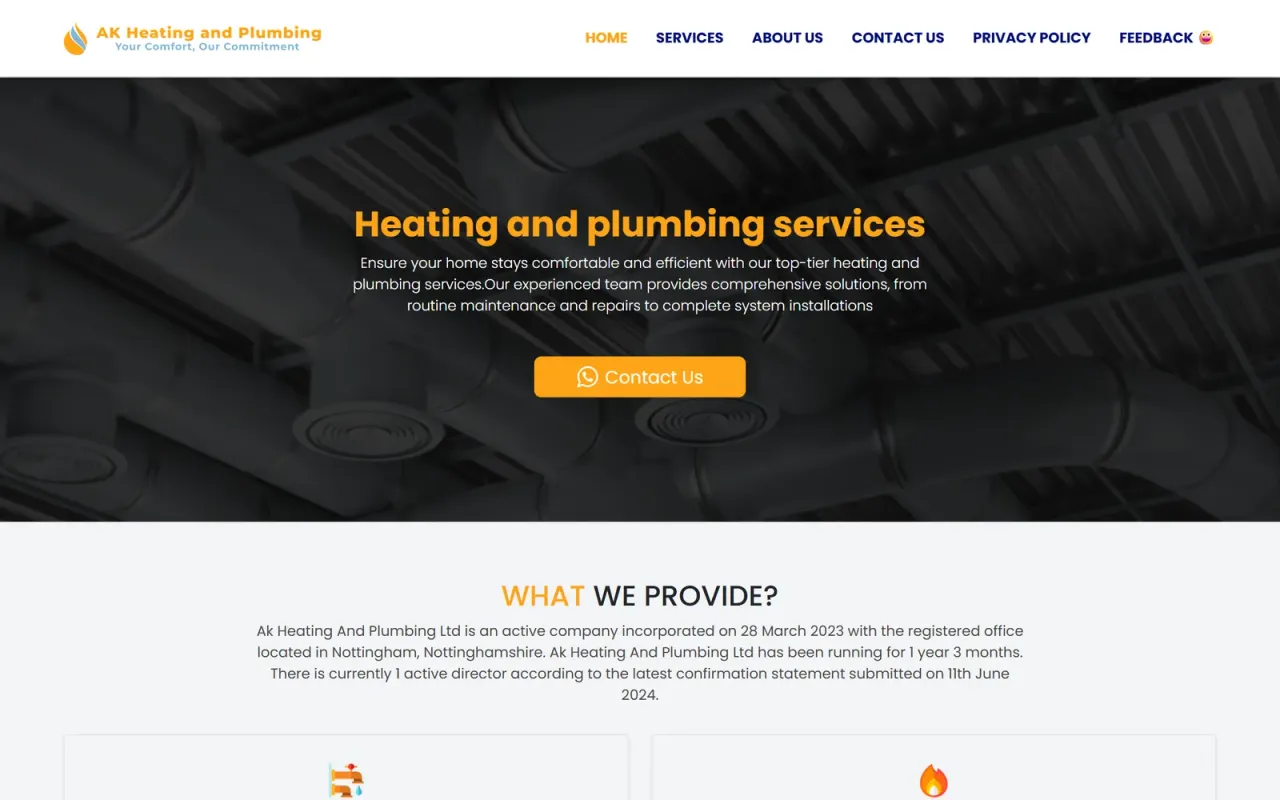 AK Heating and Plumbing
Your Comfort, Our Commitment
HOME SERVICES ABOUT US CONTACT US PRIVACY POLICY FEEDBACK 🤪
Heating and plumbing services
Ensure your home stays comfortable and efficient with our top-tier heating and
plumbing services.Our experienced team provides comprehensive solutions, from
routine maintenance and repairs to complete system installations
Contact Us
WHAT WE PROVIDE?
Ak Heating And Plumbing Ltd is an active company incorporated on 28 March 2023 with the registered office
located in Nottingham, Nottinghamshire. Ak Heating And Plumbing Ltd has been running for 1 year 3 months.
There is currently 1 active director according to the latest confirmation statement submitted on 11th June
2024.